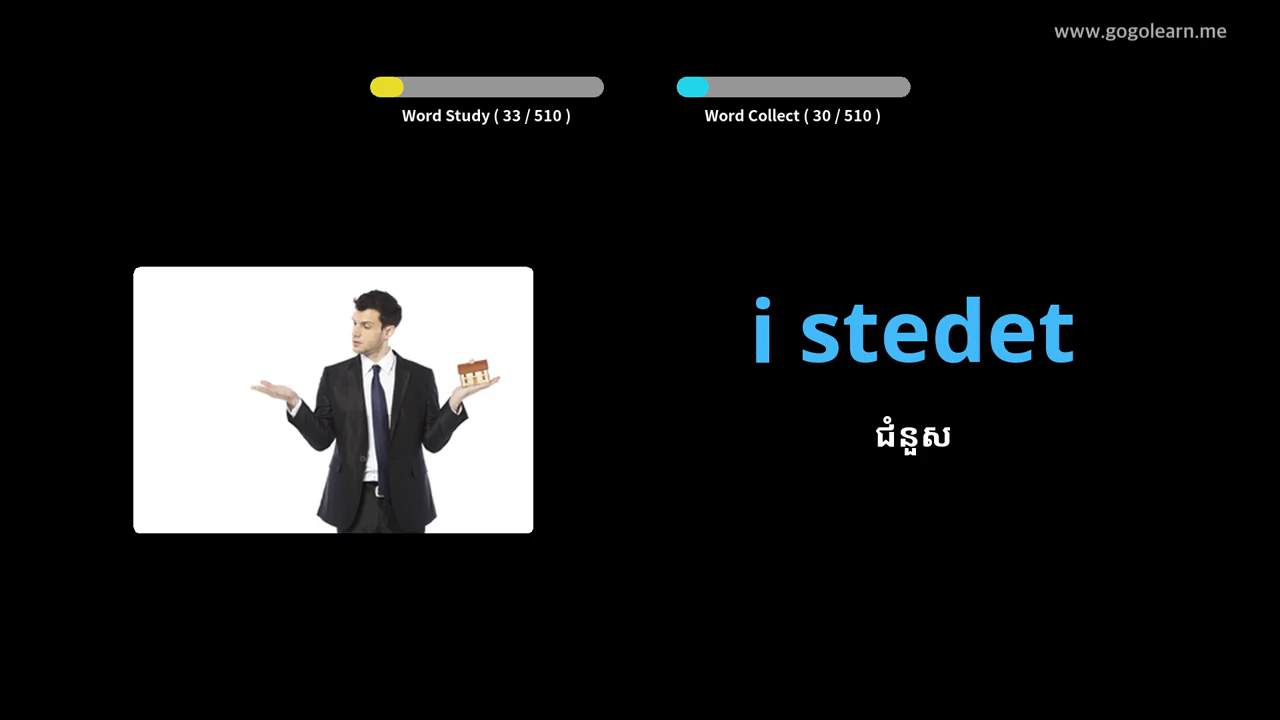 www.gogolearn.me
Word Study ( 33 / 510 )
Word Collect ( 30 / 510 )
i stedet
ជំនួស